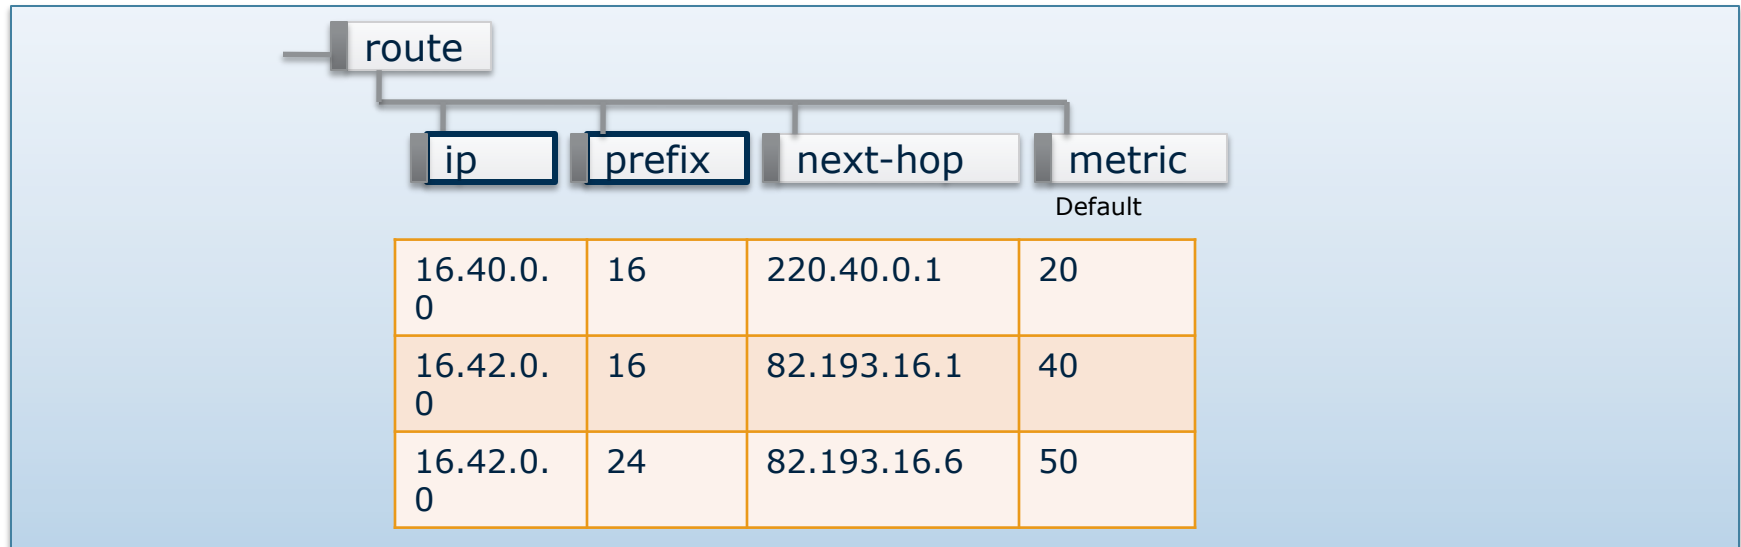 route
ip prefix next-hop metric
Default
16.40.0. 16 220.40.0.1 20
0
16.42.0. 16 82.193.16.1 40
0
16.42.0. 24 82.193.16.6 50
0